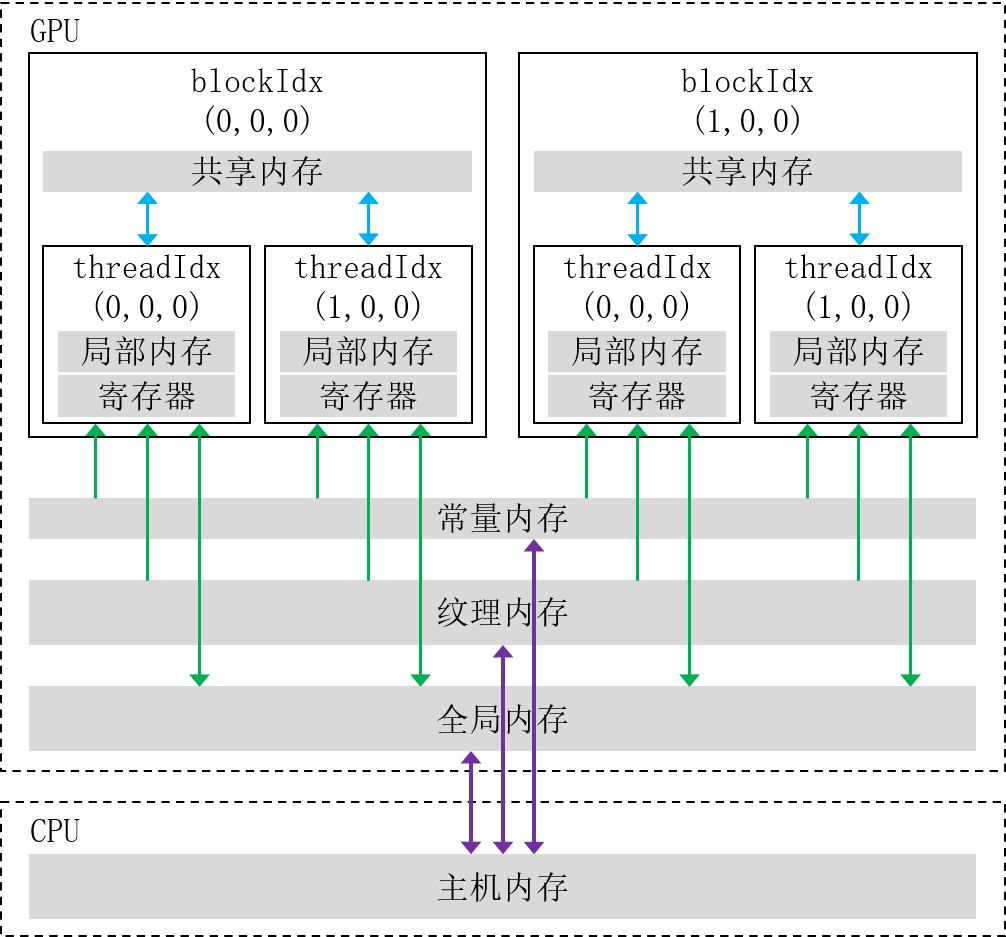 GPU
blockIdx
(0,0,0)
共享内存
threadIdx
(0,0,0)
局部内存
寄存器
threadIdx
(1,0,0)
局部内存
寄存器
blockIdx
(1,0,0)
共享内存
threadIdx
(0,0,0)
局部内存
寄存器
threadIdx
(1,0,0)
局部内存
寄存器
常量内存
纹理内存
全局内存
CPU
主机内存